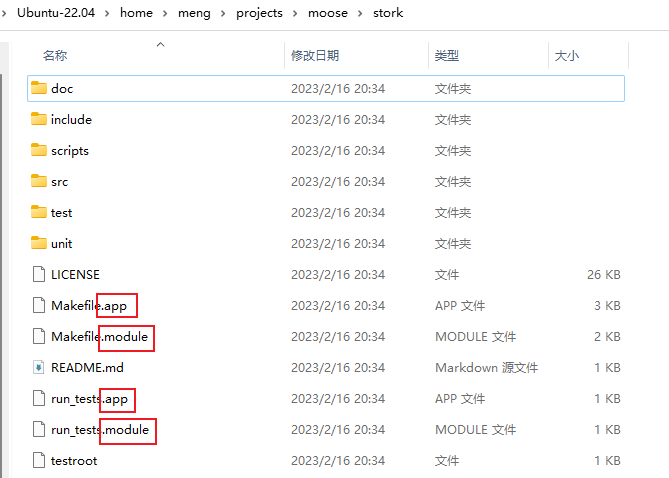 Ubuntu-22.04 › home › meng › projects › moose › stork
名称 修改日期 类型 大小
doc 2023/2/16 20:34 文件夹
include 2023/2/16 20:34 文件夹
scripts 2023/2/16 20:34 文件夹
src 2023/2/16 20:34 文件夹
test 2023/2/16 20:34 文件夹
unit 2023/2/16 20:34 文件夹
LICENSE 2023/2/16 20:34 文件 26 KB
Makefile.app 2023/2/16 20:34 APP 文件 3 KB
Makefile.module 2023/2/16 20:34 MODULE 文件 2 KB
README.md 2023/2/16 20:34 Markdown 源文件 1 KB
run_tests.app 2023/2/16 20:34 APP 文件 1 KB
run_tests.module 2023/2/16 20:34 MODULE 文件 1 KB
testroot 2023/2/16 20:34 文件 1 KB